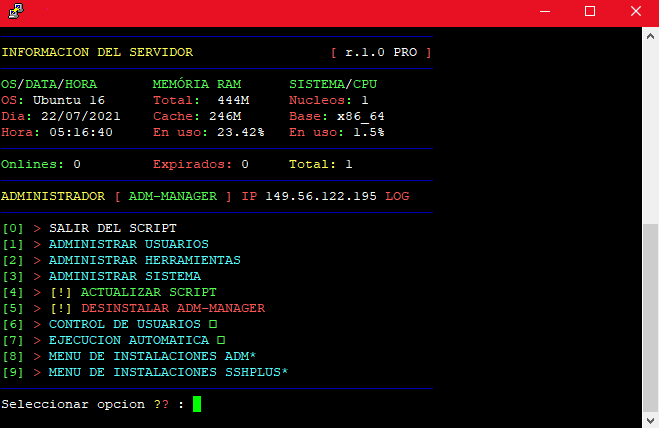 INFORMACION DEL SERVIDOR [ r.1.0 PRO ]
OS/DATA/HORA MEMÓRIA RAM SISTEMA/CPU
OS: Ubuntu 16 Total: 444M Nucleos: 1
Dia: 22/07/2021 Cache: 246M Base: x86_64
Hora: 05:16:40 En uso: 23.42% En uso: 1.5%
Onlines: 0 Expirados: 0 Total: 1
ADMINISTRADOR [ ADM-MANAGER ] IP 149.56.122.195 LOG
[0] > SALIR DEL SCRIPT
[1] > ADMINISTRAR USUARIOS
[2] > ADMINISTRAR HERRAMIENTAS
[3] > ADMINISTRAR SISTEMA
[4] > [!] ACTUALIZAR SCRIPT
[5] > [!] DESINSTALAR ADM-MANAGER
[6] > CONTROL DE USUARIOS □
[7] > EJECUCION AUTOMATICA □
[8] > MENU DE INSTALACIONES ADM*
[9] > MENU DE INSTALACIONES SSHPLUS*
Seleccionar opcion ?? :